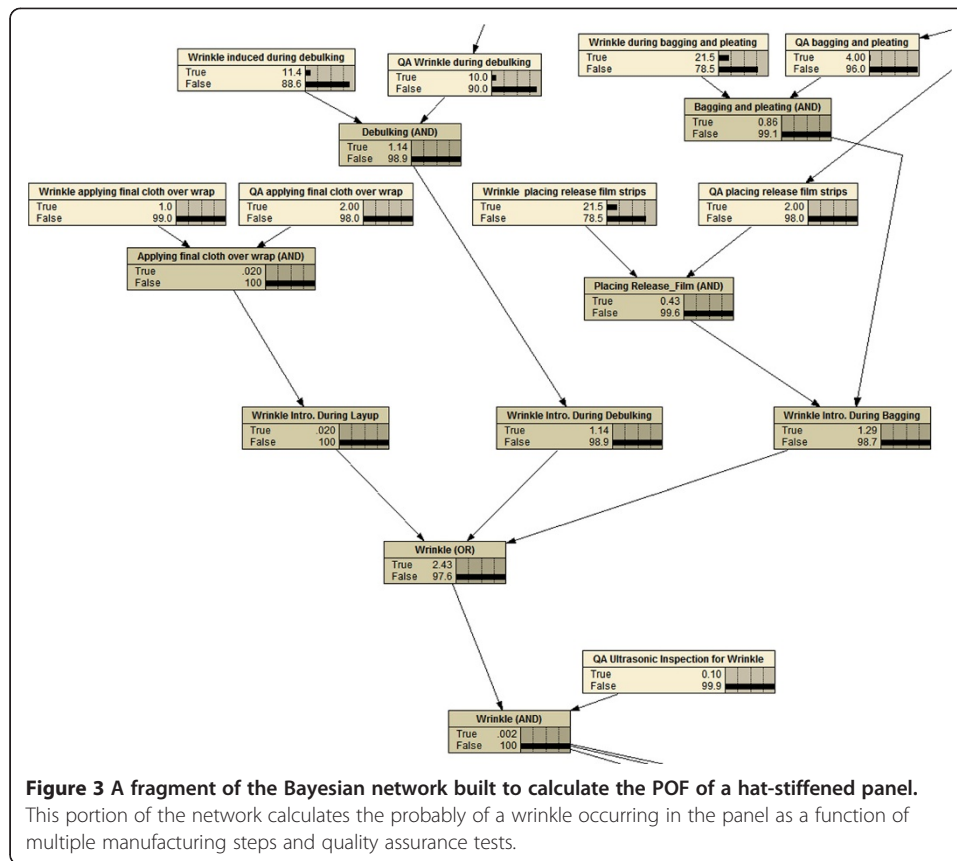 Wrinkle induced during debulking
True 11.4
False 88.6
QA Wrinkle during debulking
True 10.0
False 90.0
Wrinkle during bagging and pleating
True 21.5
False 78.5
QA bagging and pleating
True 4.00
False 96.0
Debulking (AND)
True 1.14
False 98.9
Bagging and pleating (AND)
True 0.86
False 99.1
Wrinkle applying final cloth over wrap
True 1.0
False 99.0
QA applying final cloth over wrap
True 2.00
False 98.0
Wrinkle placing release film strips
True 21.5
False 78.5
QA placing release film strips
True 2.00
False 98.0
Applying final cloth over wrap (AND)
True .020
False 100
Placing Release_Film (AND)
True 0.43
False 99.6
Wrinkle Intro. During Layup
True .020
False 100
Wrinkle Intro. During Debulking
True 1.14
False 98.9
Wrinkle Intro. During Bagging
True 1.29
False 98.7
Wrinkle (OR)
True 2.43
False 97.6
QA Ultrasonic Inspection for Wrinkle
True 0.10
False 99.9
Wrinkle (AND)
True .002
False 100
Figure 3 A fragment of the Bayesian network built to calculate the POF of a hat-stiffened panel.
This portion of the network calculates the probably of a wrinkle occurring in the panel as a function of
multiple manufacturing steps and quality assurance tests.